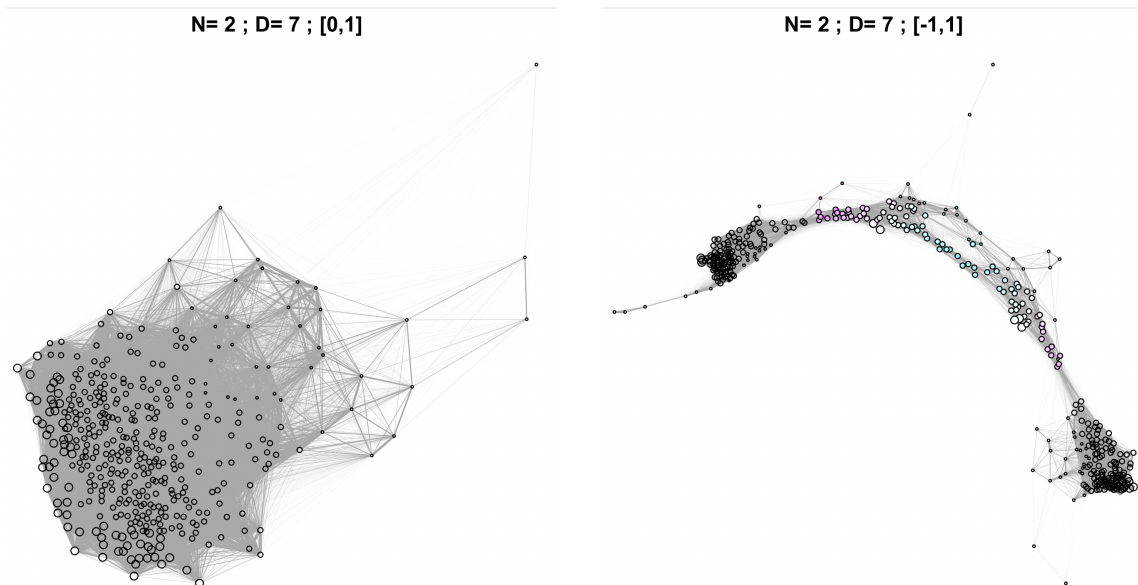 N= 2 ; D= 7 ; [0,1]
N= 2 ; D= 7 ; [-1,1]